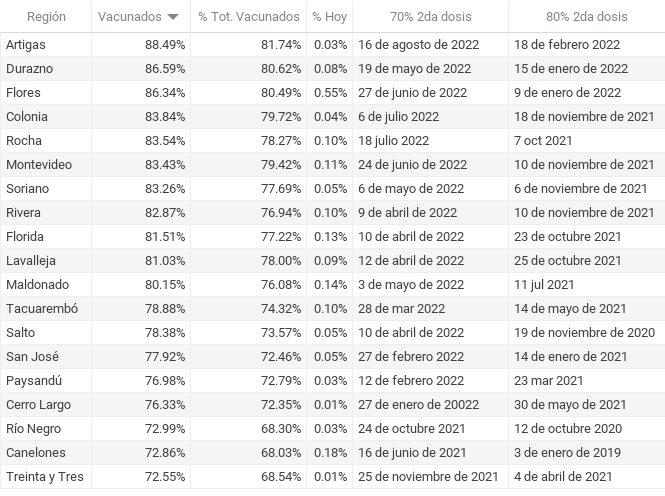 Región Vacunados % Tot. Vacunados % Hoy 70% 2da dosis 80% 2da dosis
Artigas 88.49% 81.74% 0.03% 16 de agosto de 2022 18 de febrero 2022
Durazno 86.59% 80.62% 0.08% 19 de mayo de 2022 15 de enero de 2022
Flores 86.34% 80.49% 0.55% 27 de junio de 2022 9 de enero de 2022
Colonia 83.84% 79.72% 0.04% 6 de julio 2022 18 de noviembre de 2021
Rocha 83.54% 78.27% 0.10% 18 julio 2022 7 oct 2021
Montevideo 83.43% 79.42% 0.11% 24 de junio de 2022 10 de noviembre de 2021
Soriano 83.26% 77.69% 0.05% 6 de mayo de 2022 6 de noviembre de 2021
Rivera 82.87% 76.94% 0.10% 9 de abril de 2022 10 de noviembre de 2021
Florida 81.51% 77.22% 0.13% 10 de abril de 2022 23 de octubre 2021
Lavalleja 81.03% 78.00% 0.09% 12 de abril de 2022 25 de octubre 2021
Maldonado 80.15% 76.08% 0.14% 3 de mayo de 2022 11 jul 2021
Tacuarembó 78.88% 74.32% 0.10% 28 de mar 2022 14 de mayo de 2021
Salto 78.38% 73.57% 0.05% 10 de abril de 2022 19 de noviembre de 2020
San José 77.92% 72.46% 0.05% 27 de febrero de 2022 14 de enero de 2021
Paysandú 76.98% 72.79% 0.03% 12 de febrero de 2022 23 mar 2021
Cerro Largo 76.33% 72.35% 0.01% 27 de enero de 20022 30 de mayo de 2021
Río Negro 72.99% 68.30% 0.03% 24 de octubre de 2021 12 de octubre de 2020
Canelones 72.86% 68.03% 0.18% 16 de junio de 2021 3 de enero de 2019
Treinta y Tres 72.55% 68.54% 0.01% 25 de noviembre de 2021 4 de abril de 2021